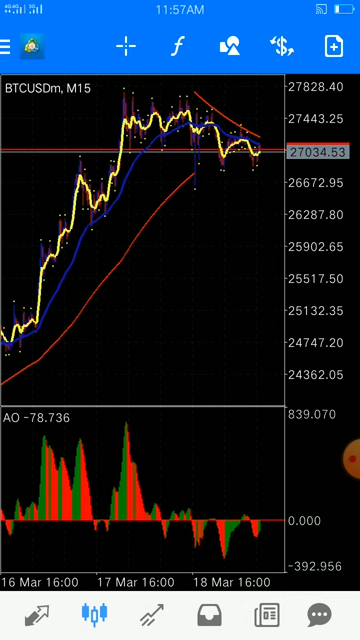 11:57AM
BTCUSDm, M15
27828.40
27443.25
27034.53
26672.95
26287.80
25902.65
25517.50
25132.35
24747.20
24362.05
AO -78.736
839.070
0.000
-392.956
16 Mar 16:00
17 Mar 16:00
18 Mar 16:00